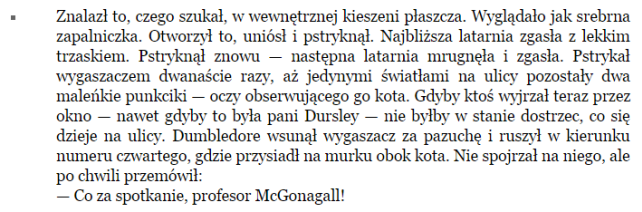 ▪ Znalazł to, czego szukał, w wewnętrznej kieszeni płaszcza. Wyglądało jak srebrna
zapalniczka. Otworzył to, uniósł i pstryknął. Najbliższa latarnia zgasła z lekkim
trzaskiem. Pstryknął znowu — następna latarnia mrugnęła i zgasła. Pstrykał
wygaszaczem dwanaście razy, aż jedynymi światłami na ulicy pozostały dwa
maleńkie punkciki — oczy obserwującego go kota. Gdyby ktoś wyjrzał teraz przez
okno — nawet gdyby to była pani Dursley — nie byłby w stanie dostrzec, co się
dzieje na ulicy. Dumbledore wsunął wygaszacz za pazuchę i ruszył w kierunku
numeru czwartego, gdzie przysiadł na murku obok kota. Nie spojrzał na niego, ale
po chwili przemówił:
— Co za spotkanie, profesor McGonagall!